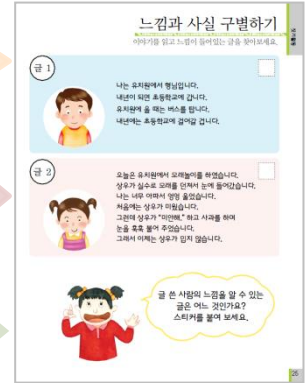 느낌과 사실 구별하기
이야기를 읽고 느낌이 들어있는 글을 찾아보세요.
글 1
나는 유치원에서 형님입니다.
내년이 되면 초등학교에 갑니다.
유치원에 올 때는 버스를 탑니다.
내년에는 초등학교에 걸어갈 겁니다.
글 2
오늘은 유치원에서 모래놀이를 하였습니다.
상우가 실수로 모래를 던져서 눈에 들어갔습니다.
나는 너무 아파서 엉엉 울었습니다.
처음에는 상우가 미웠습니다.
그런데 상우가 "미안해." 하고 사과를 하며
눈을 훅훅 불어 주었습니다.
그래서 이제는 상우가 밉지 않습니다.
글 쓴 사람의 느낌을 알 수 있는
글은 어느 것인가요?
스티커를 붙여 보세요.